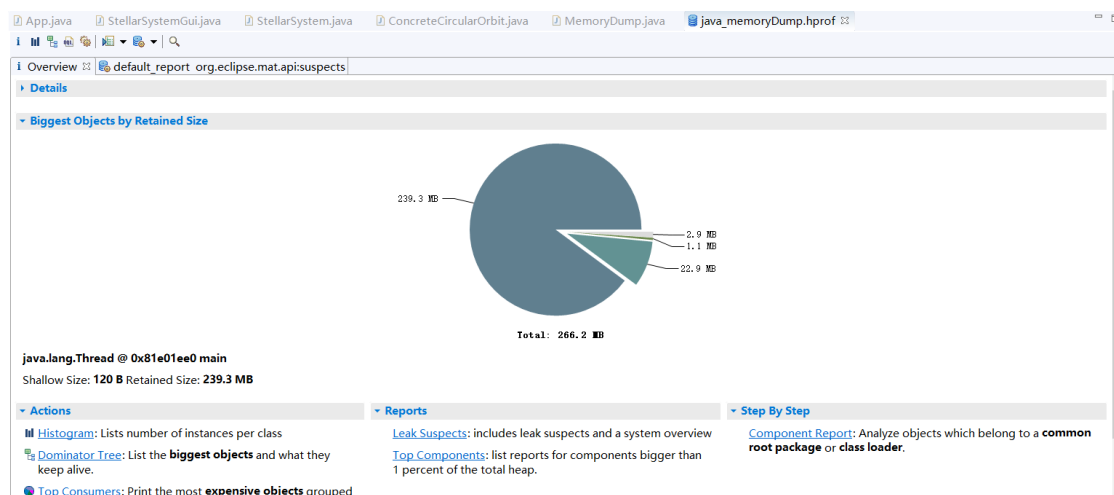 App.java StellarSystemGui.java StellarSystem.java ConcreteCircularOrbit.java MemoryDump.java java_memoryDump.hprof
Overview default_report org.eclipse.mat.api:suspects
Details
Biggest Objects by Retained Size
239.3 MB
2.9 MB
1.1 MB
22.9 MB
Total: 266.2 MB
java.lang.Thread @ 0x81e01ee0 main
Shallow Size: 120 B Retained Size: 239.3 MB
Actions
Histogram: Lists number of instances per class
Dominator Tree: List the biggest objects and what they
keep alive.
Top Consumers: Print the most expensive objects grouped
Reports
Leak Suspects: includes leak suspects and a system overview
Top Components: list reports for components bigger than
1 percent of the total heap.
Step By Step
Component Report: Analyze objects which belong to a common
root package or class loader.